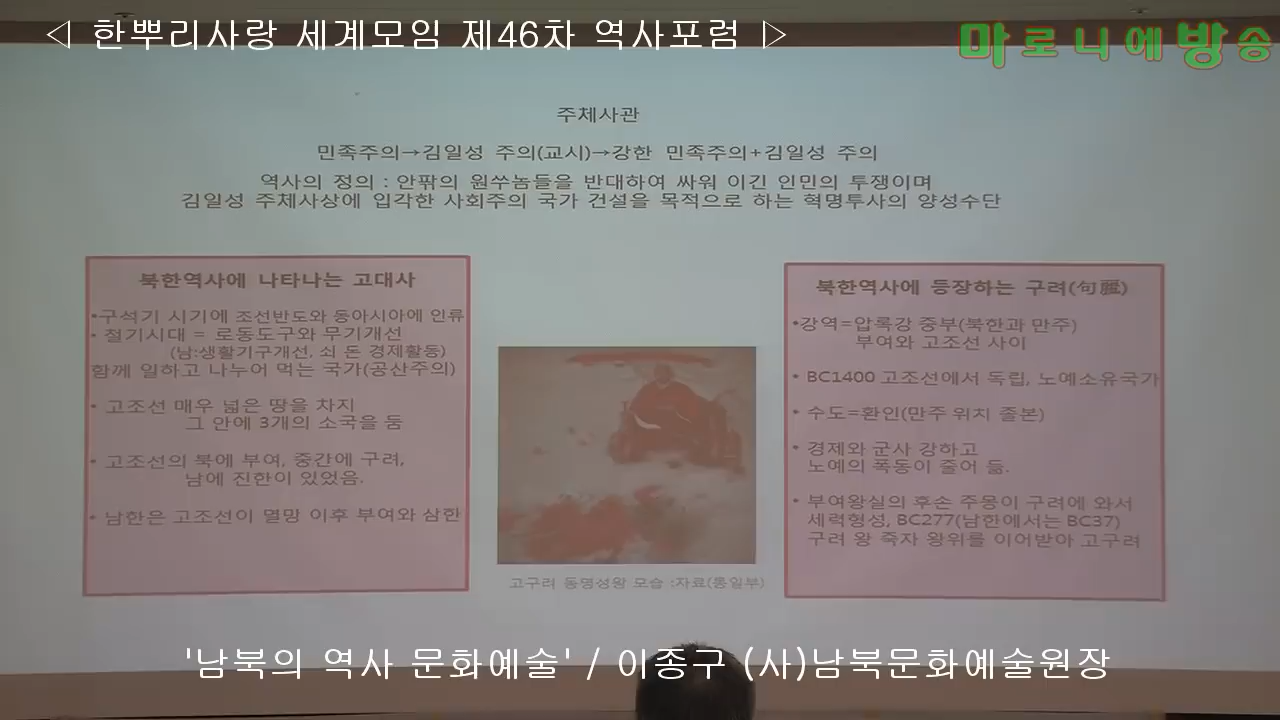 ◁ 한뿌리사랑 세계모임 제46차 역사포럼 ▷
마로니에방송
주체사관
민족주의→김일성 주의(교시)→강한 민족주의+김일성 주의
역사의 정의 : 안팎의 원쑤놈들을 반대하여 싸워 이긴 인민의 투쟁이며
김일성 주체사상에 입각한 사회주의 국가 건설을 목적으로 하는 혁명투사의 양성수단
북한역사에 나타나는 고대사
•구석기 시기에 조선반도와 동아시아에 인류
• 철기시대 = 로동도구와 무기개선
(남:생활기구개선, 쇠 돈 경제활동)
함께 일하고 나누어 먹는 국가(공산주의)
• 고조선 매우 넓은 땅을 차지
그 안에 3개의 소국을 둠
• 고조선의 북에 부여, 중간에 구려,
남에 진한이 있었음.
• 남한은 고조선이 멸망 이후 부여와 삼한
고구려 동명성왕 모습 :자료(통일부)
북한역사에 등장하는 구려(句麗)
•강역=압록강 중부(북한과 만주)
부여와 고조선 사이
• BC1400 고조선에서 독립, 노예소유국가
• 수도=환인(만주 위치 졸본)
• 경제와 군사 강하고
노예의 폭동이 줄어 듦.
• 부여왕실의 후손 주몽이 구려에 와서
세력형성, BC277(남한에서는 BC37)
구려 왕 죽자 왕위를 이어받아 고구려
'남북의 역사 문화예술' / 이종구 (사)남북문화예술원장